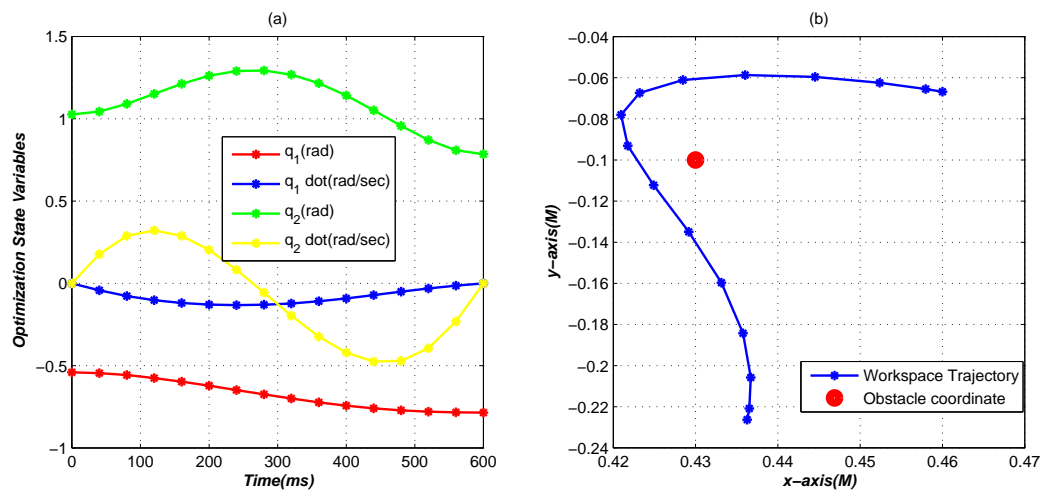 (a)
1.5
1
0.5
0
−0.5
−1
Optimization State Variables
q1(rad)
q1 dot(rad/sec)
q2(rad)
q2 dot(rad/sec)
0 100 200 300 400 500 600
Time(ms)
(b)
−0.04
−0.06
−0.08
−0.1
−0.12
−0.14
−0.16
−0.18
−0.2
−0.22
−0.24
y−axis(M)
Workspace Trajectory
Obstacle coordinate
0.42 0.43 0.44 0.45 0.46 0.47
x−axis(M)